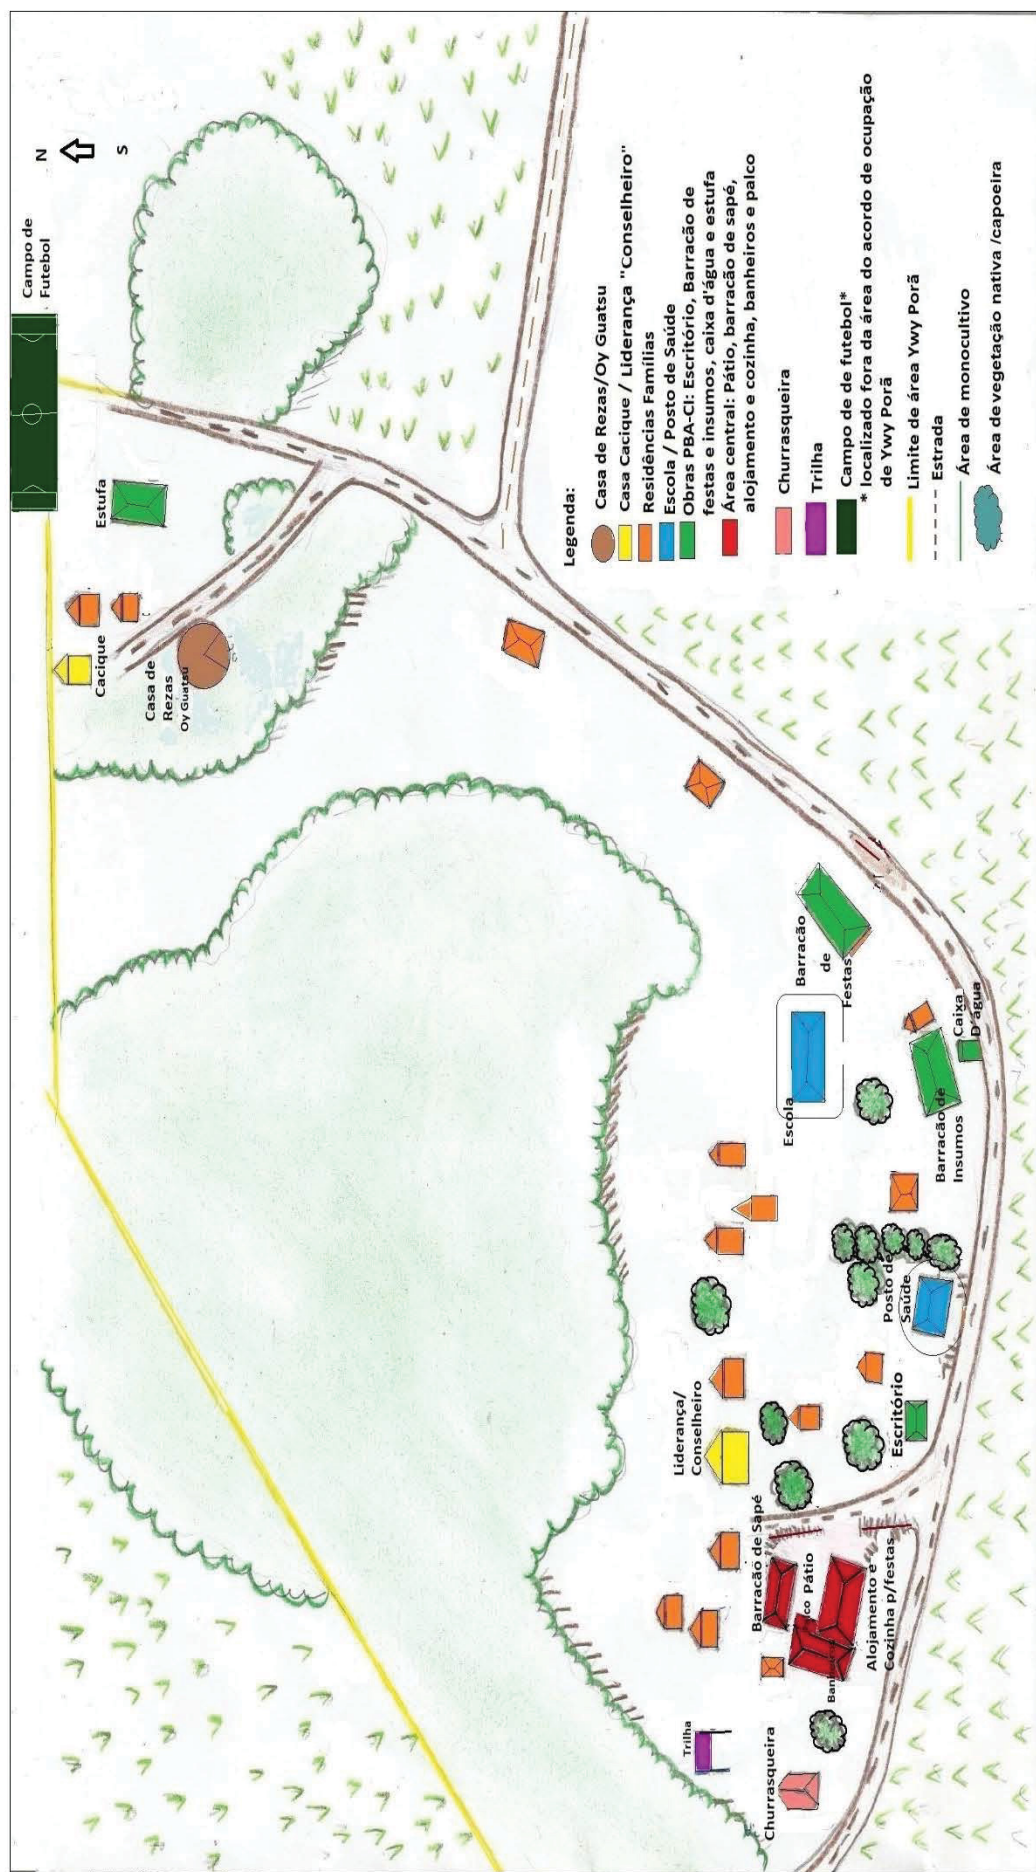 N
S
Campo de
Futebol
Estufa
Cacique
Casa de
Rezas
Oy Guatsu
Legenda:
Casa de Rezas/Oy Guatsu
Casa Cacique / Liderança "Conselheiro"
Residências Famílias
Escola / Posto de Saúde
Obras PBA-CI: Escritório, Barracão de
festas e insumos, caixa d'água e estufa
Área central: Pátio, barracão de sapé,
alojamento e cozinha, banheiros e palco
Churrasqueira
Trilha
Campo de futebol*
* localizado fora da área do acordo de ocupação
de Ywy Porã
Limite de área Ywy Porã
Estrada
Área de monocultivo
Área de vegetação nativa /capoeira
Barracão
de
Festas
Escola
Caixa
D'água
Barracão de
Insumos
Posto de
Saúde
Liderança/
Conselheiro
Escritório
Barracão de Sapé
Pátio
Alojamento e
Cozinha p/festas
Trilha
Churrasqueira